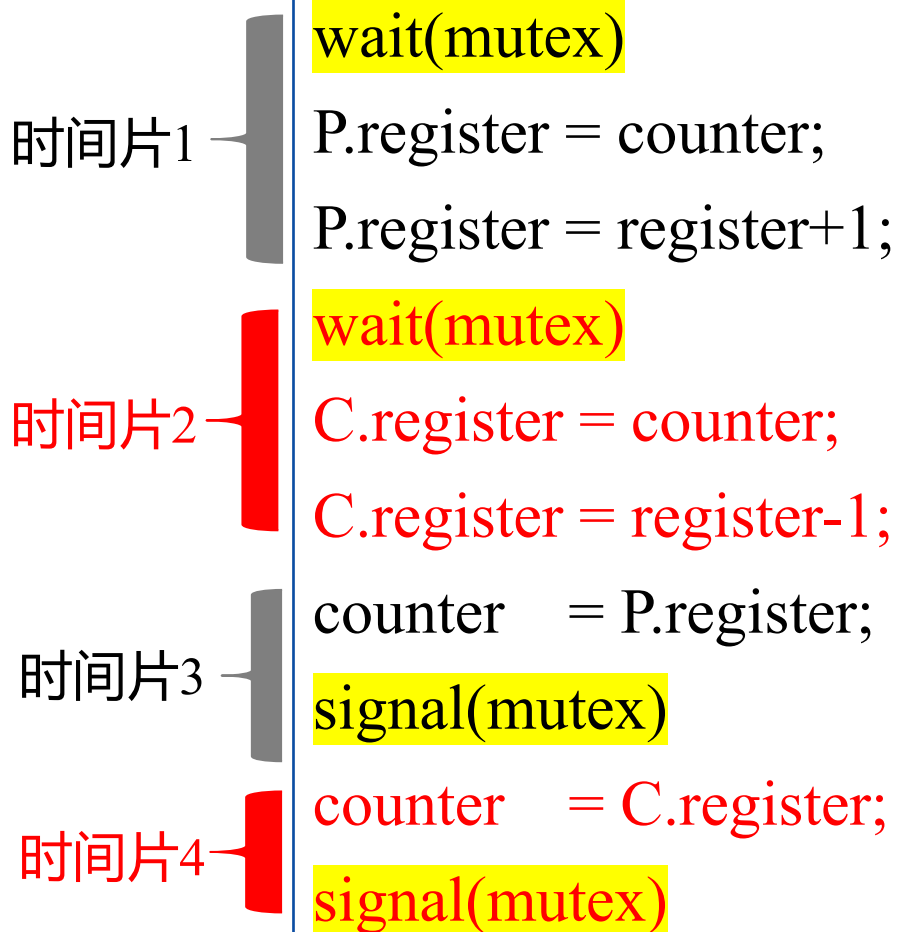 wait(mutex)
时间片1
P.register = counter;
P.register = register+1;
wait(mutex)
时间片2
C.register = counter;
C.register = register-1;
counter = P.register;
时间片3
signal(mutex)
counter = C.register;
时间片4
signal(mutex)